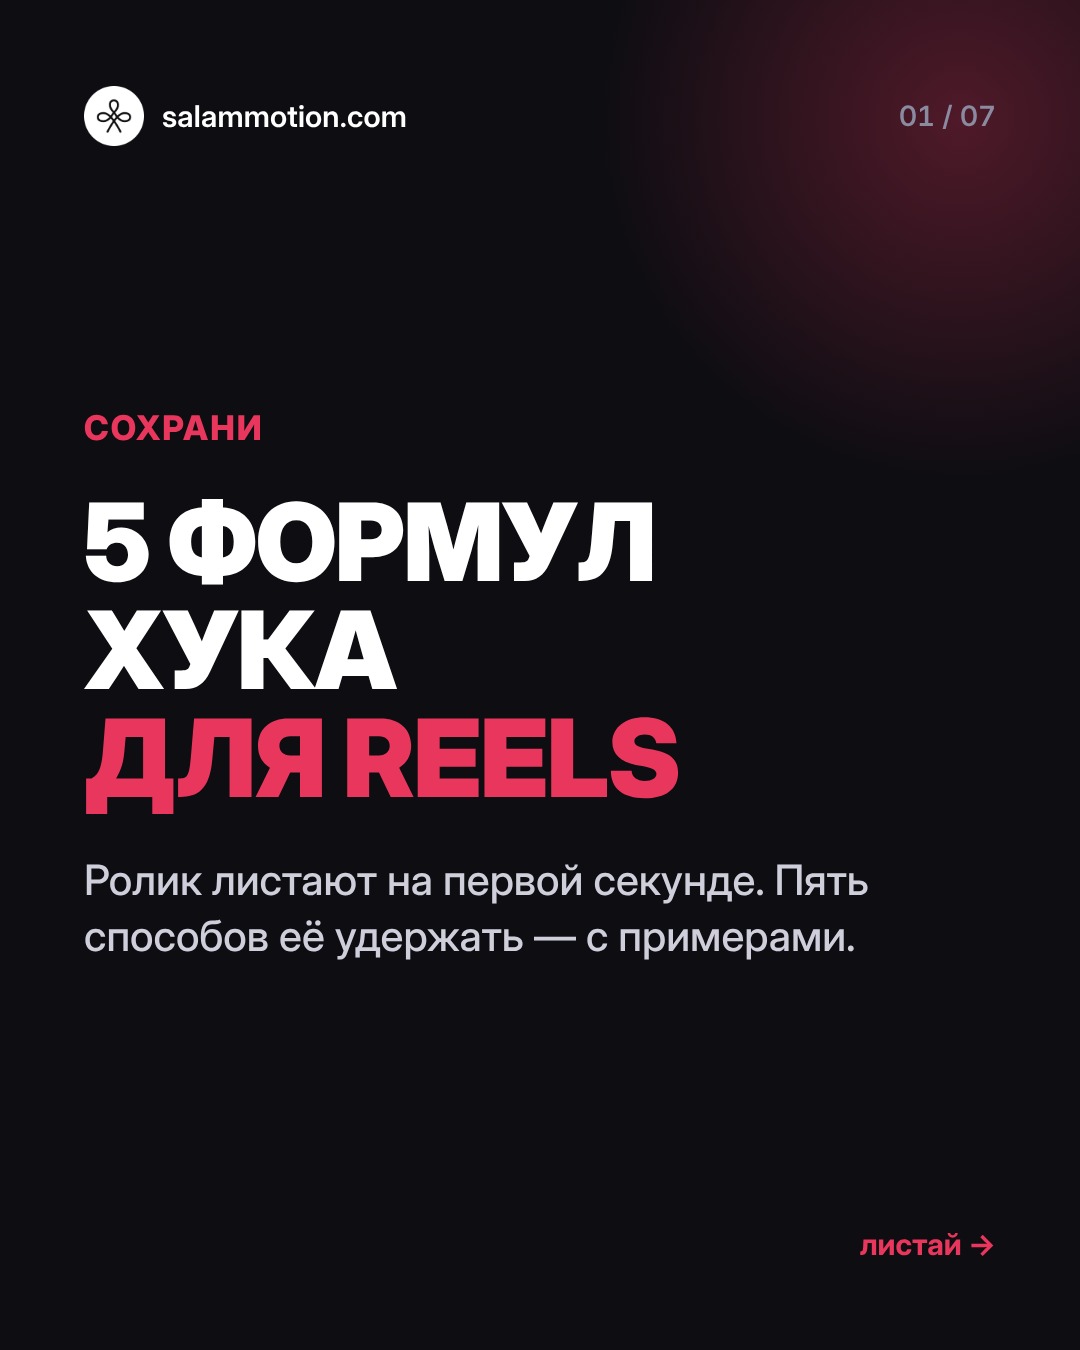 salammotion.com
01 / 07
СОХРАНИ
5 ФОРМУЛ
ХУКА
ДЛЯ REELS
Ролик листают на первой секунде. Пять
способов её удержать — с примерами.
листай →